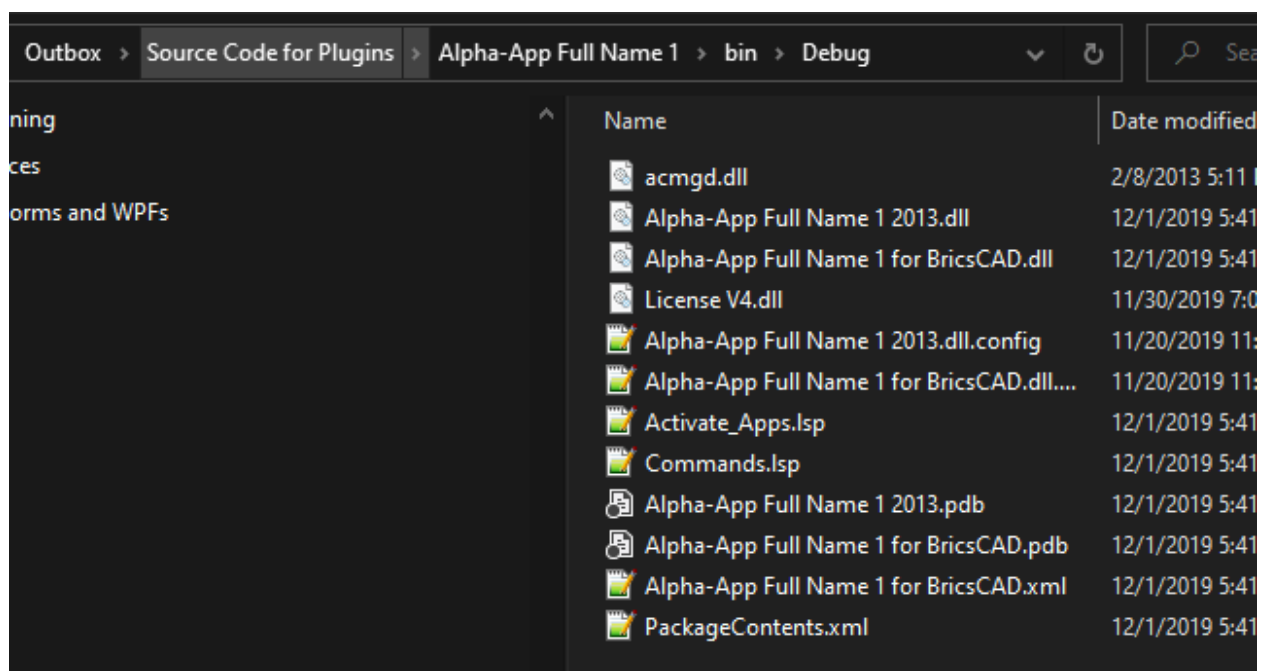 Outbox > Source Code for Plugins > Alpha-App Full Name 1 > bin > Debug
ning
ces
orms and WPFs
Name Date modified
acmgd.dll 2/8/2013 5:11
Alpha-App Full Name 1 2013.dll 12/1/2019 5:41
Alpha-App Full Name 1 for BricsCAD.dll 12/1/2019 5:41
License V4.dll 11/30/2019 7:0
Alpha-App Full Name 1 2013.dll.config 11/20/2019 11:
Alpha-App Full Name 1 for BricsCAD.dll.... 11/20/2019 11:
Activate_Apps.lsp 12/1/2019 5:41
Commands.lsp 12/1/2019 5:41
Alpha-App Full Name 1 2013.pdb 12/1/2019 5:41
Alpha-App Full Name 1 for BricsCAD.pdb 12/1/2019 5:41
Alpha-App Full Name 1 for BricsCAD.xml 12/1/2019 5:41
PackageContents.xml 12/1/2019 5:41